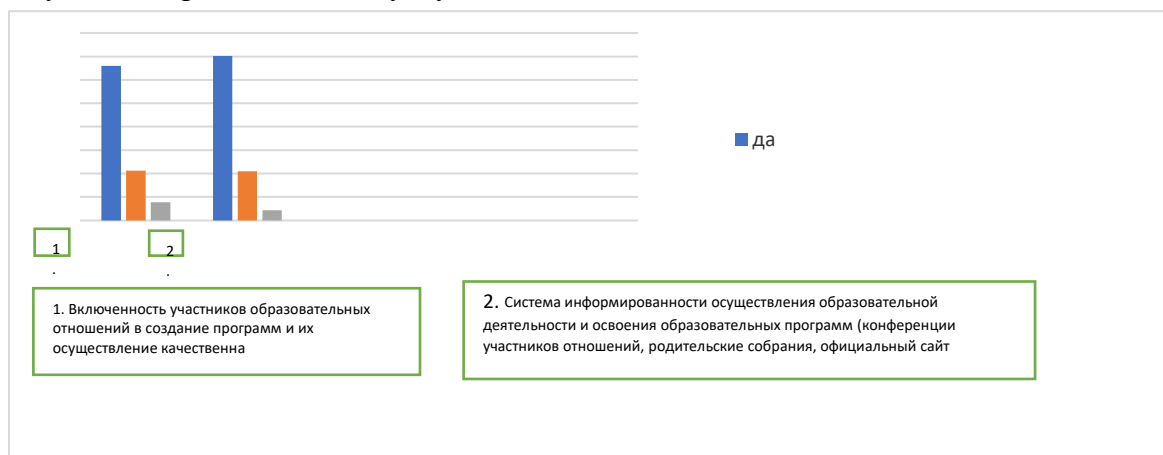 да
1
.
2
.
1. Включенность участников образовательных
отношений в создание программ и их
осуществление качественна
2. Система информированности осуществления образовательной
деятельности и освоения образовательных программ (конференции
участников отношений, родительские собрания, официальный сайт